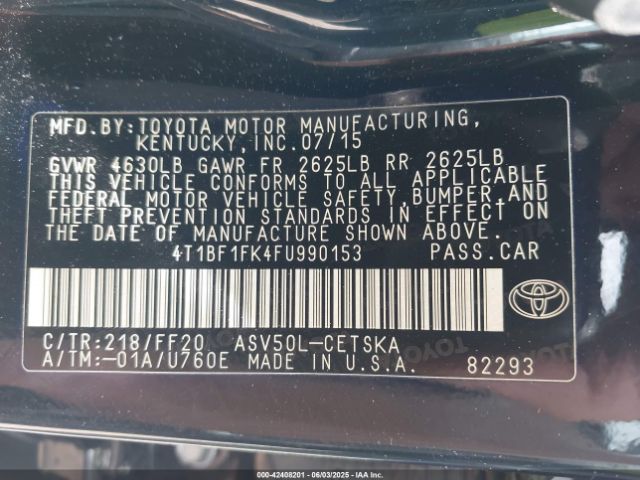 MFD.BY:TOYOTA MOTOR MANUFACTURING,
KENTUCKY,INC.07/15
GVWR 4630LB GAWR FR 2625LB RR 2625LB
THIS VEHICLE CONFORMS TO ALL APPLICABLE
FEDERAL MOTOR VEHICLE SAFETY,BUMPER,AND
THEFT PREVENTION STANDARDS IN EFFECT ON
THE DATE OF MANUFACTURE SHOWN ABOVE.
4T1BF1FK4FU990153 PASS.CAR
C/TR:218/FF20 ASV50L-CETSKA
A/TM:-01A/U760E MADE IN U.S.A. 82293
000-42408201 - 06/03/2025 - IAAI.COM